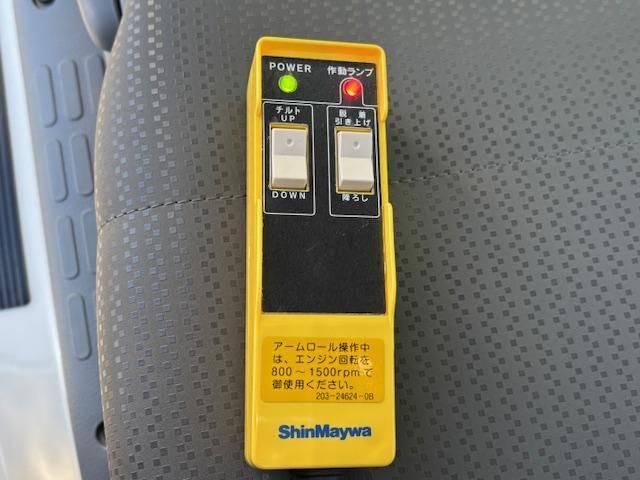 POWER 作動ランプ
チルト
UP
DOWN
脱 着
引き上げ
降ろし
アームロール操作中
は、エンジン回転を
800～1500rpmで
御使用ください。
203-24624-0B
ShinMaywa